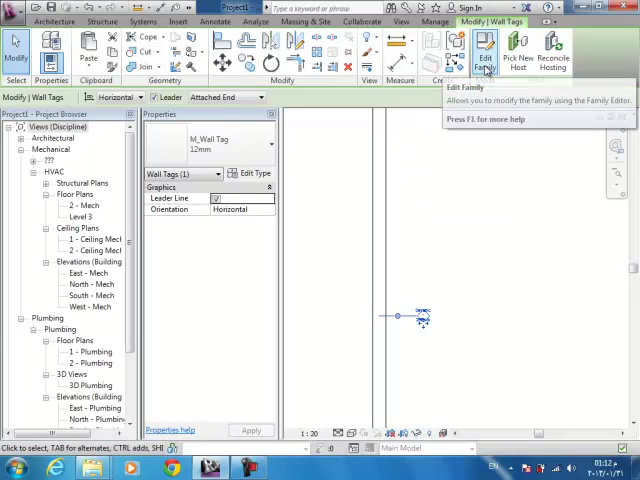 Project1 -
Type a keyword or phrase
Sign In
Architecture
Structure
Systems
Insert
Annotate
Analyze
Massing & Site
Collaborate
View
Manage
Modify | Wall Tags
Modify
Paste
Cope
Cut
Join
Edit
Family
Pick New
Host
Reconcile
Hosting
Select
Properties
Clipboard
Geometry
Modify
View
Measure
Create
Modify | Wall Tags
Horizontal
Leader
Attached End
Edit Family
Allows you to modify the family using the Family Editor.
Press F1 for more help
Project1 - Project Browser
Views (Discipline)
Architectural
Mechanical
???
HVAC
Structural Plans
Floor Plans
2 - Mech
Level 3
Ceiling Plans
1 - Ceiling Mecl
2 - Ceiling Mecl
Elevations (Building
East - Mech
North - Mech
South - Mech
West - Mech
Plumbing
Plumbing
Floor Plans
1 - Plumbing
2 - Plumbing
3D Views
3D Plumbing
Elevations (Building
East - Plumbing
North - Plumbing
Properties
M_Wall Tag
12mm
Wall Tags (1)
Edit Type
Graphics
Leader Line
Orientation
Horizontal
Properties help
Apply
1 : 20
Click to select, TAB for alternates, CTRL adds, SHI
:0
Main Model
EN
01:12 م
٢٠١٢/٠١/٣١